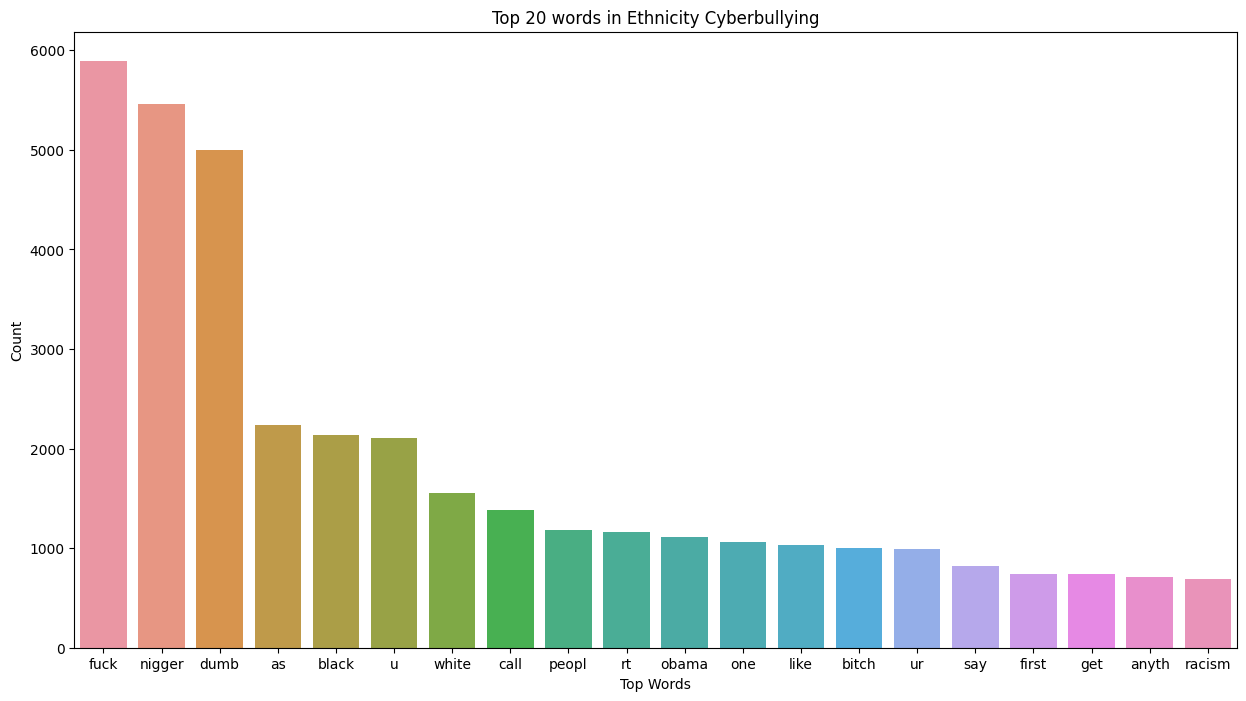 Top 20 words in Ethnicity Cyberbullying
6000
5000
4000
3000
2000
1000
0
Count
fuck nigger dumb as black u white call peopl rt obama one like bitch ur say first get anyth racism
Top Words